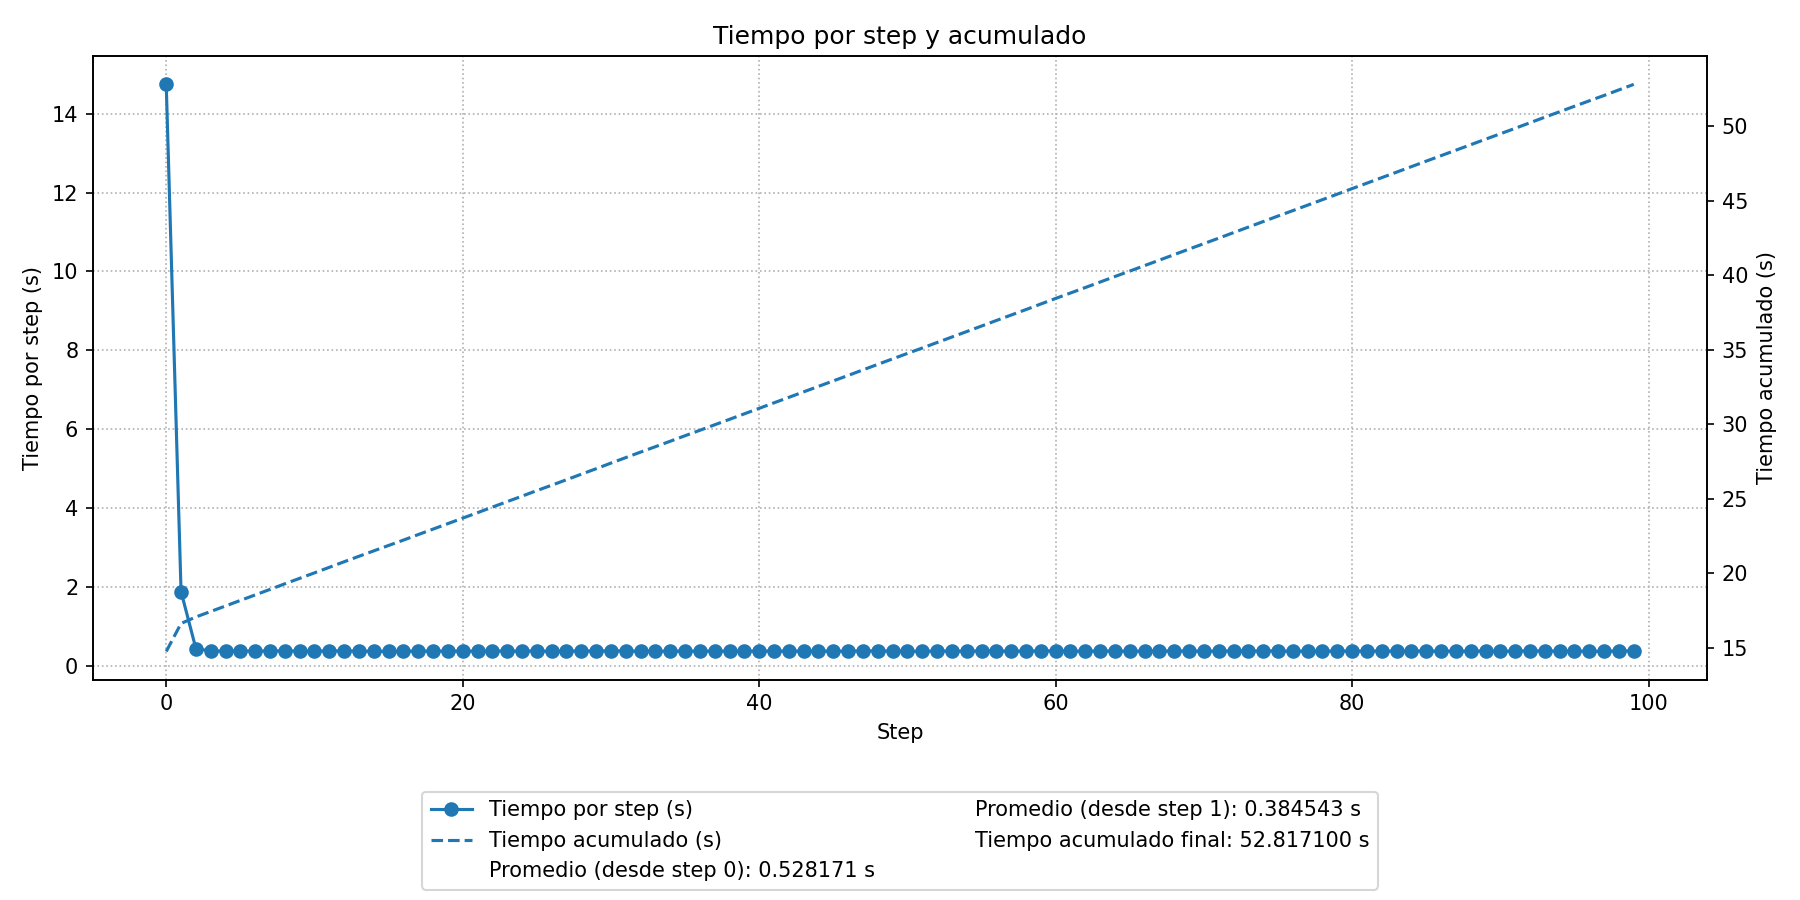 Tiempo por step y acumulado
Tiempo por step (s)
14
12
10
8
6
4
2
0
50
45
40
35
30
25
20
15
Tiempo acumulado (s)
0 20 40 60 80 100
Step
Tiempo por step (s)
Tiempo acumulado (s)
Promedio (desde step 0): 0.528171 s
Promedio (desde step 1): 0.384543 s
Tiempo acumulado final: 52.817100 s